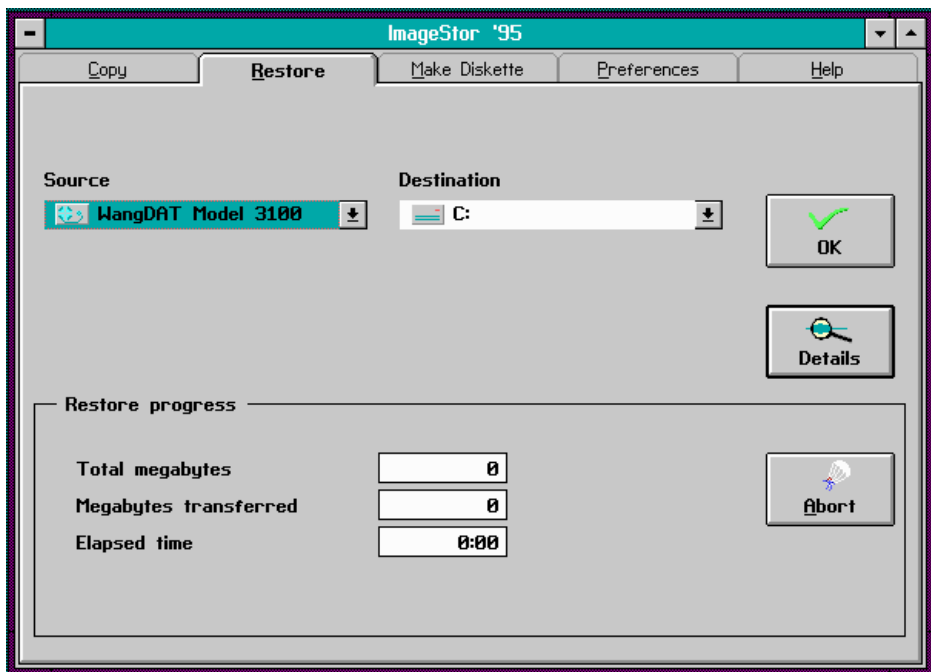 ImageStor '95
Copy Restore Make Diskette Preferences Help
Source Destination
WangDAT Model 3100 C:
OK
Details
Restore progress
Total megabytes 0
Megabytes transferred 0
Abort
Elapsed time 0:00